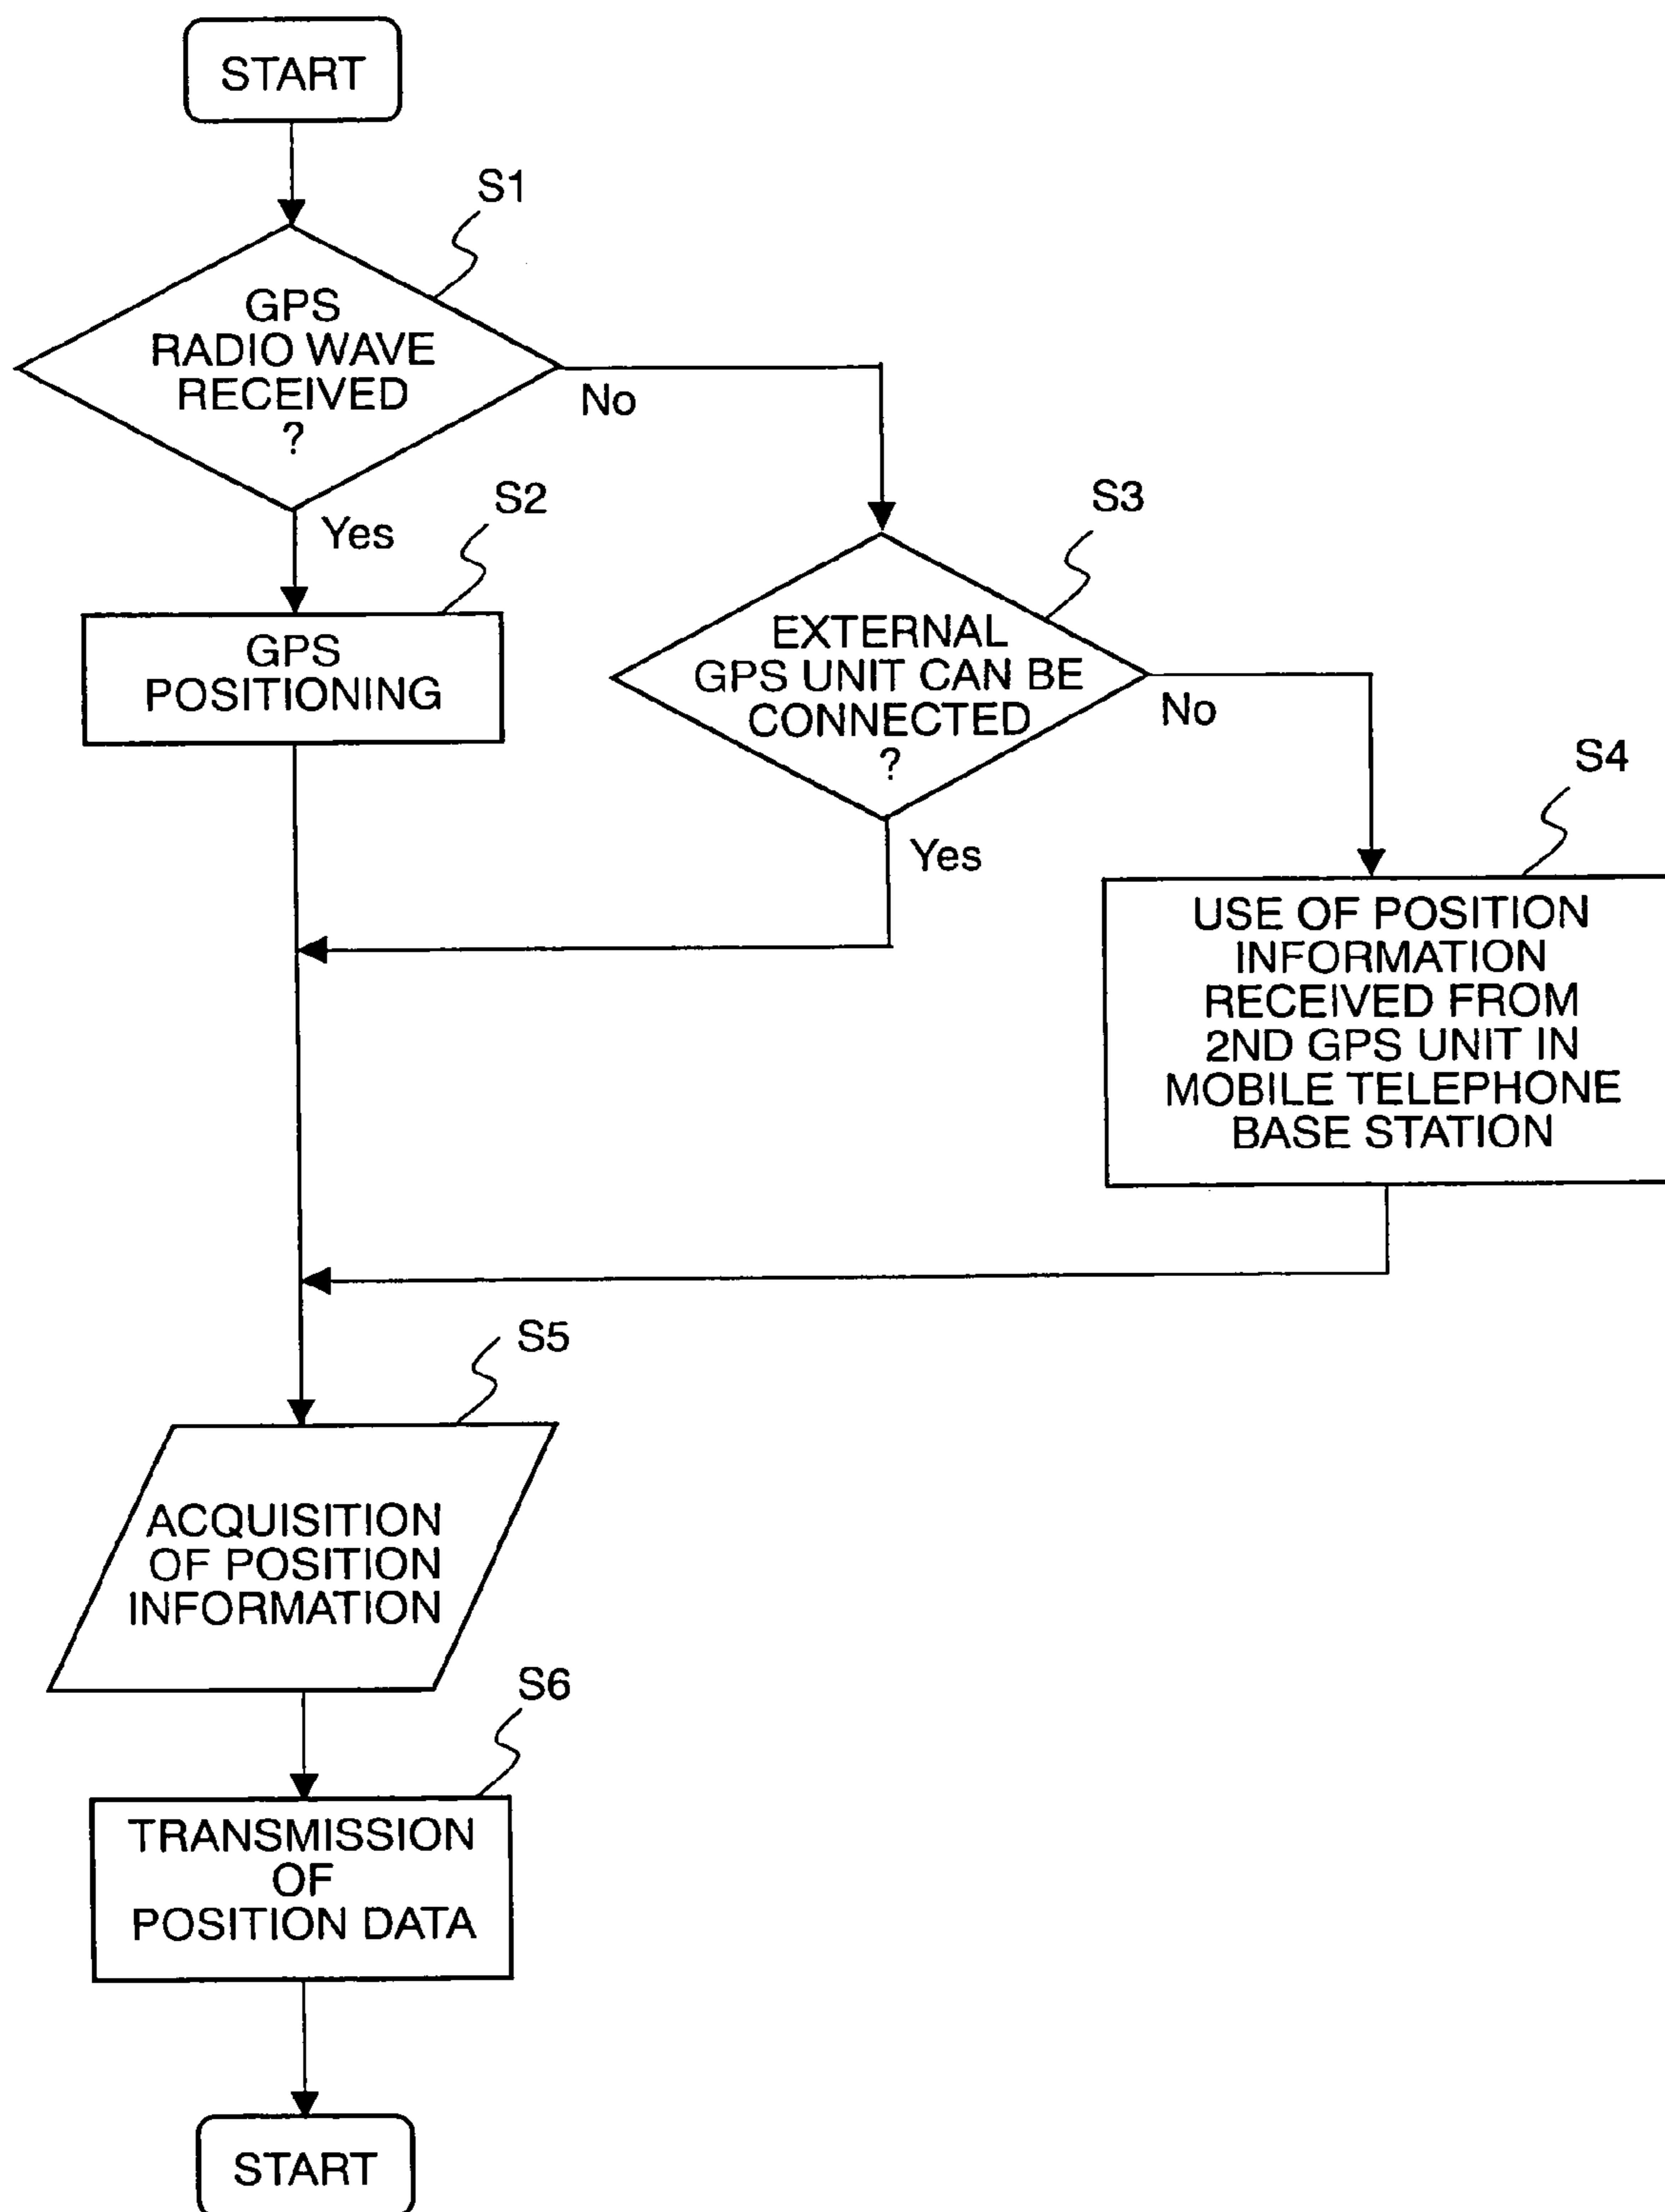 START
S1
GPS
RADIO WAVE
RECEIVED
?
No
Yes
S2
GPS
POSITIONING
S3
EXTERNAL
GPS UNIT CAN BE
CONNECTED
?
No
Yes
S4
USE OF POSITION
INFORMATION
RECEIVED FROM
2ND GPS UNIT IN
MOBILE TELEPHONE
BASE STATION
S5
ACQUISITION
OF POSITION
INFORMATION
S6
TRANSMISSION
OF
POSITION DATA
START